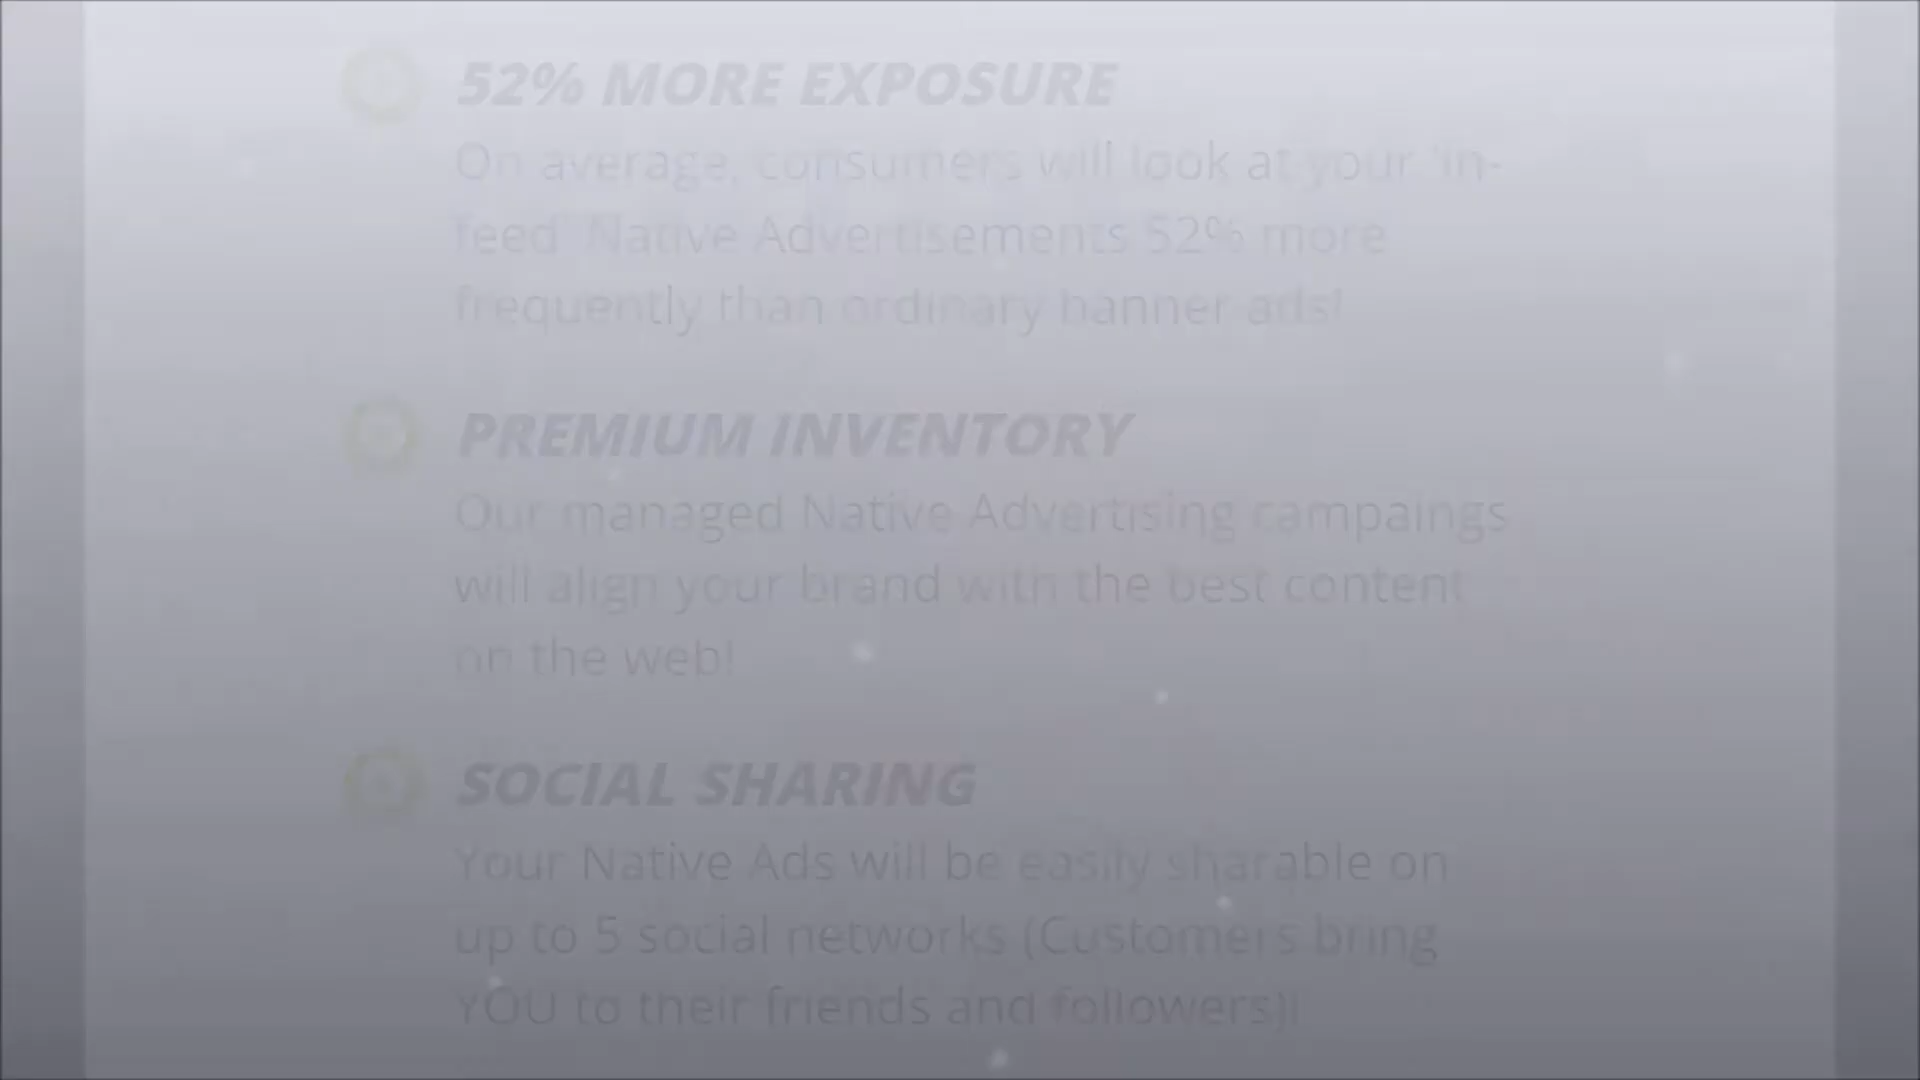 52% MORE EXPOSURE
On average, consumers will look at your 'in-
feed' Native Advertisements 52% more
frequently than ordinary banner ads!
PREMIUM INVENTORY
Our managed Native Advertising campaings
will align your brand with the best content
on the web!
SOCIAL SHARING
Your Native Ads will be easily sharable on
up to 5 social networks (Customers bring
YOU to their friends and followers)!